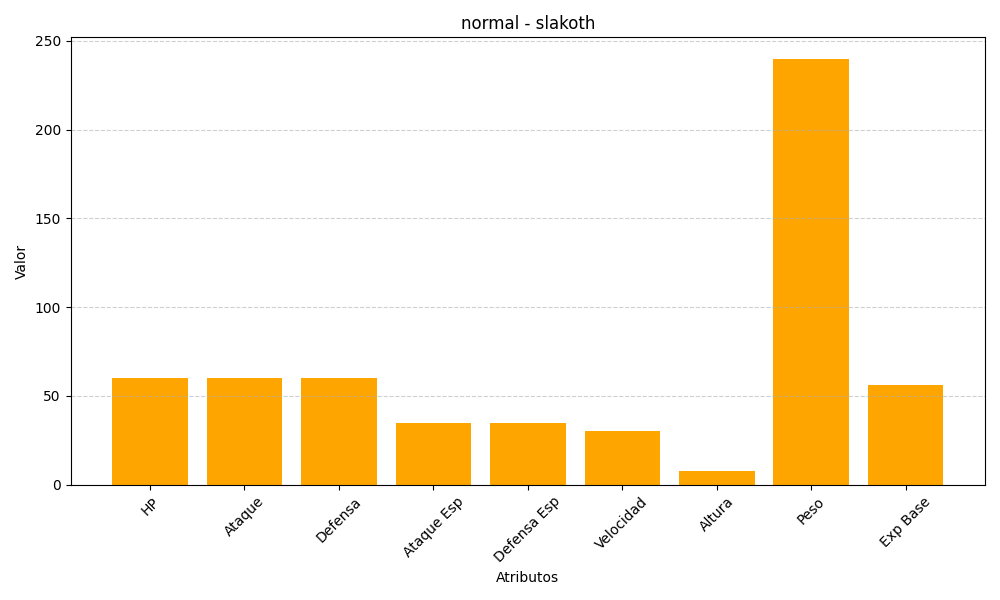 normal - slakoth
Valor
250
200
150
100
50
0
HP
Ataque
Defensa
Ataque Esp
Defensa Esp
Velocidad
Altura
Peso
Exp Base
Atributos